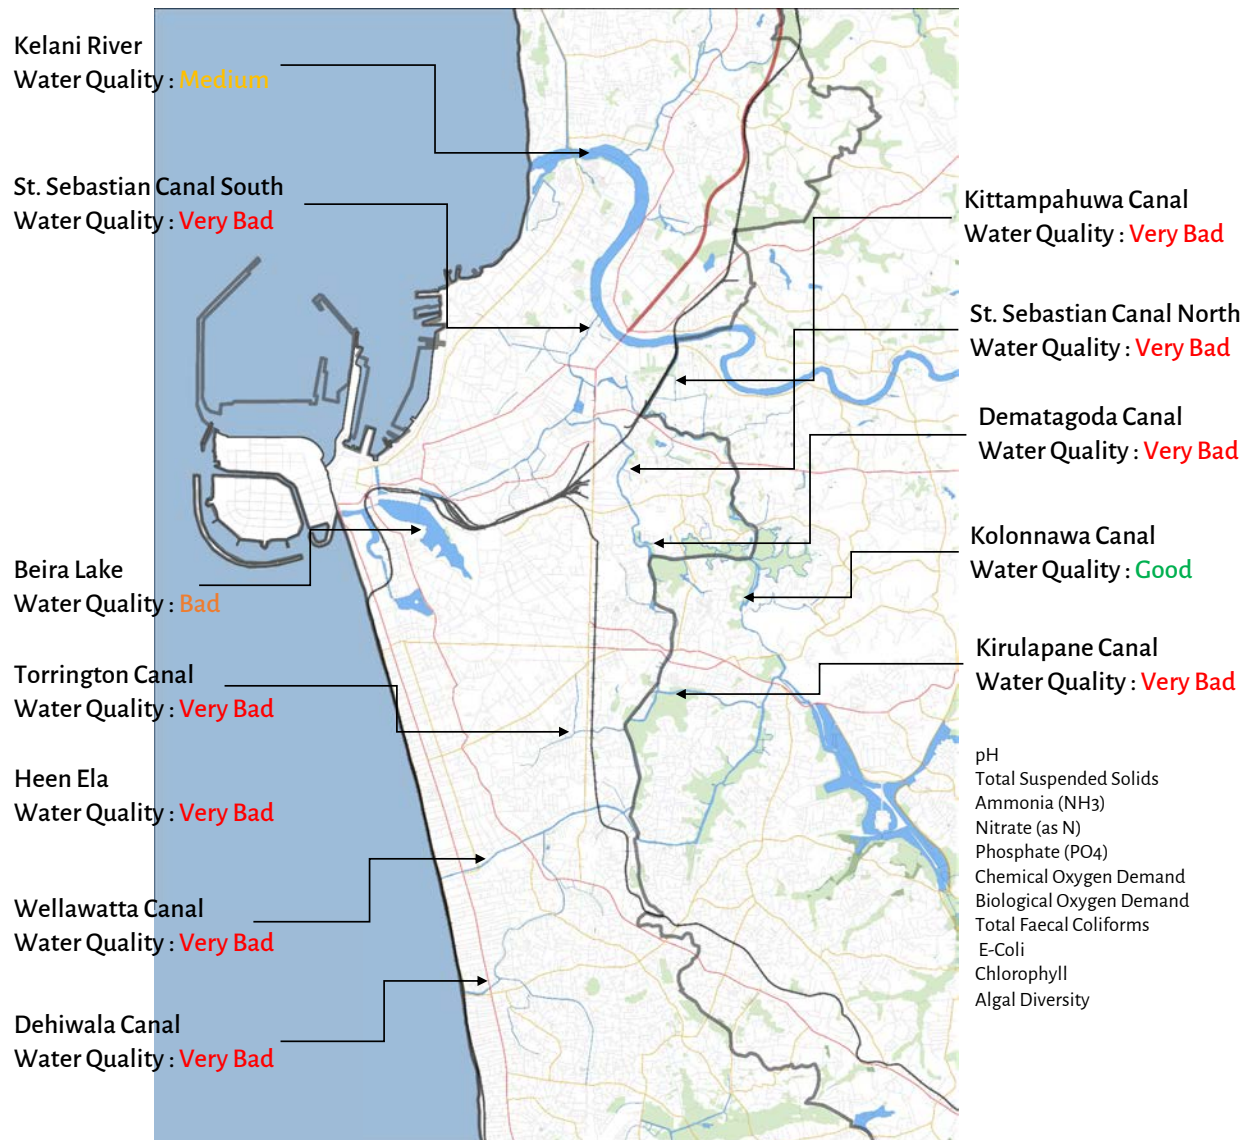 Kelani River
Water Quality : Medium
St. Sebastian Canal South
Water Quality : Very Bad
Beira Lake
Water Quality : Bad
Torrington Canal
Water Quality : Very Bad
Heen Ela
Water Quality : Very Bad
Wellawatta Canal
Water Quality : Very Bad
Dehiwala Canal
Water Quality : Very Bad
Kittampahuwa Canal
Water Quality : Very Bad
St. Sebastian Canal North
Water Quality : Very Bad
Dematagoda Canal
Water Quality : Very Bad
Kolonnawa Canal
Water Quality : Good
Kirulapane Canal
Water Quality : Very Bad
pH
Total Suspended Solids
Ammonia (NH3)
Nitrate (as N)
Phosphate (PO4)
Chemical Oxygen Demand
Biological Oxygen Demand
Total Faecal Coliforms
E-Coli
Chlorophyll
Algal Diversity